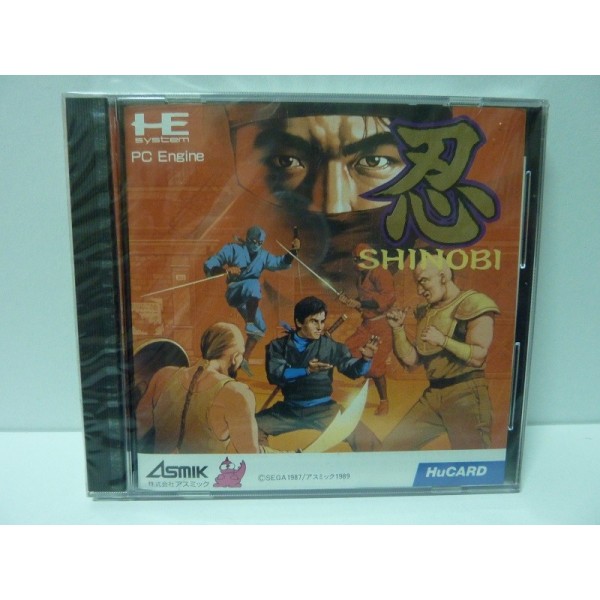 HE
system
PC Engine
忍
SHINOBI
ASMIK
株式会社アスミック
©SEGA1987/アスミック1989
HuCARD